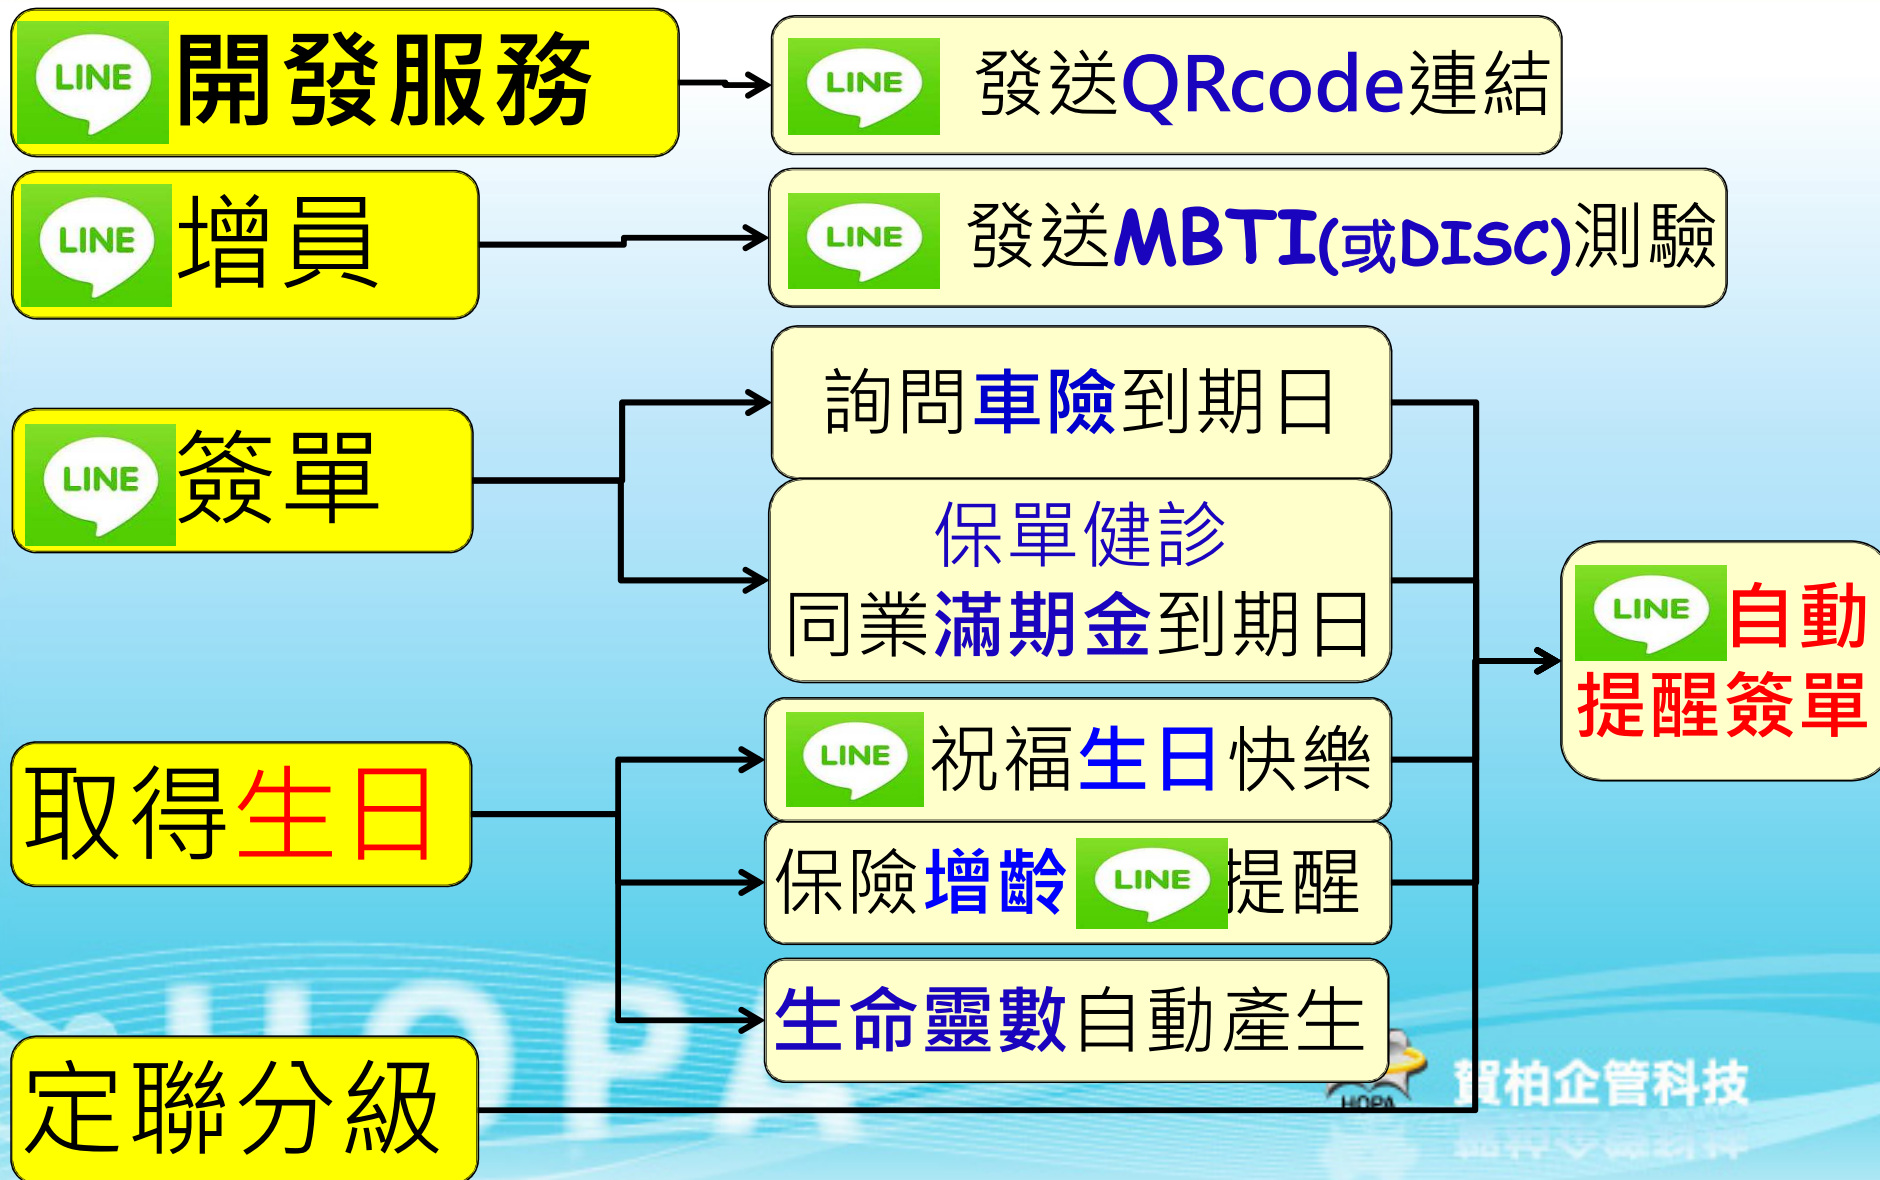 LINE 開發服務
LINE 發送QRcode連結
LINE 增員
LINE 發送MBTI(或DISC)測驗
LINE 簽單
詢問車險到期日
保單健診
同業滿期金到期日
LINE 自動
提醒簽單
取得生日
LINE 祝福生日快樂
保險增齡 LINE 提醒
生命靈數自動產生
定聯分級
HOPA
HOPA
賀柏企管科技